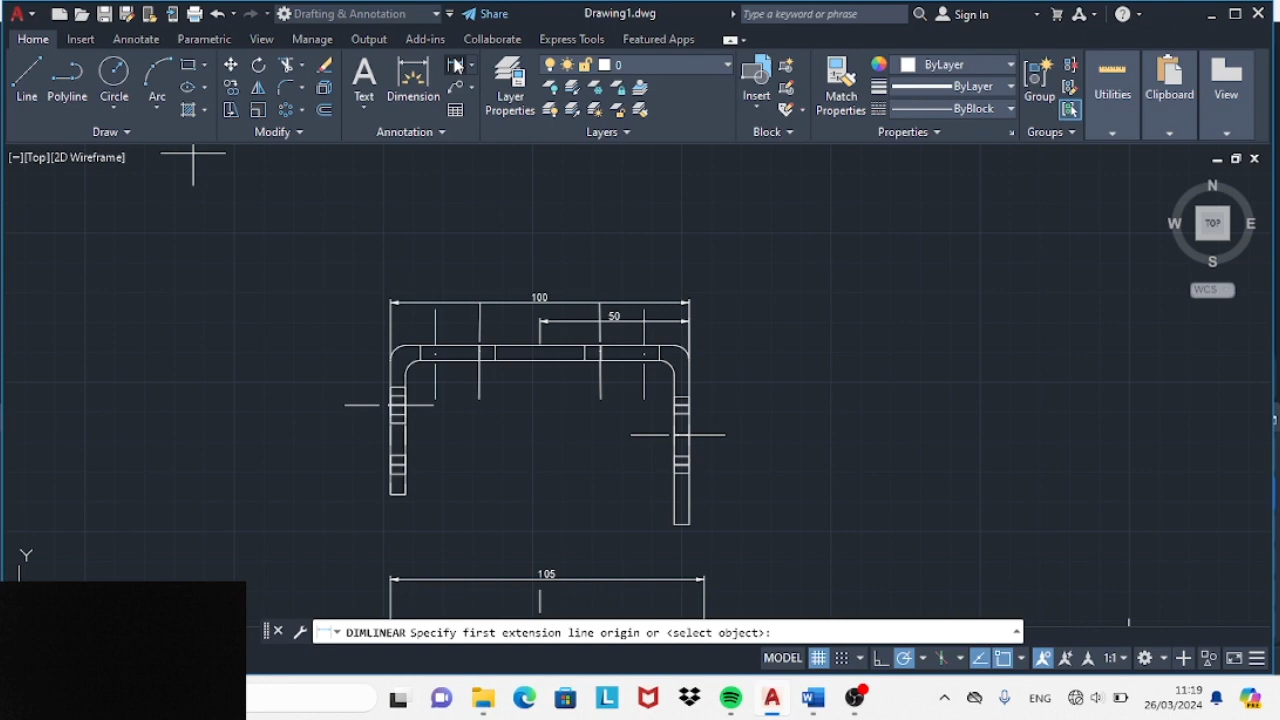 A Drafting & Annotation Share Drawing1.dwg Type a keyword or phrase Sign In ?
Home Insert Annotate Parametric View Manage Output Add-ins Collaborate Express Tools Featured Apps
Line Polyline Circle Arc Text Dimension Layer Properties 0 Insert Match Properties ByLayer Group Utilities Clipboard View
ByLayer
ByBlock
Draw Modify Annotation Layers Block Properties Groups
[−][Top][2D Wireframe]
N
W TOP E
S
WCS
100
50
Y
105
DIMLINEAR Specify first extension line origin or <select object>:
MODEL 1:1
L A W ENG 11:19
26/03/2024
PRE